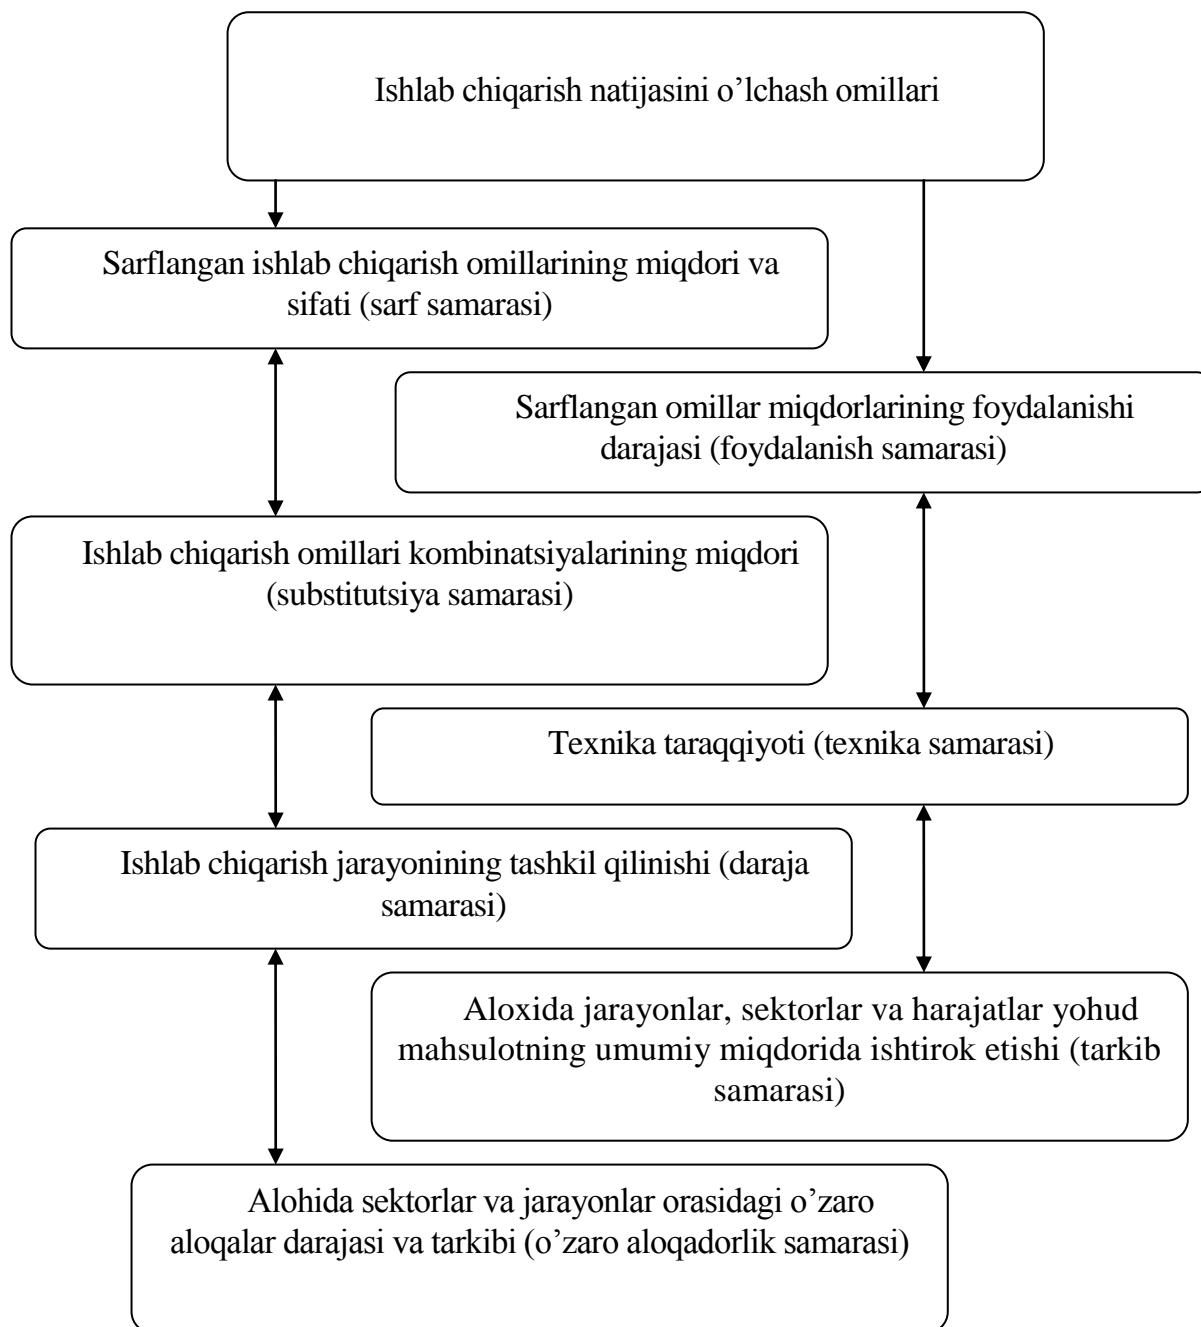 Ishlab chiqarish natijasini o’lchash omillari
Sarflangan ishlab chiqarish omillarining miqdori va
sifati (sarf samarasi)
Sarflangan omillar miqdorlarining foydalanishi
darajasi (foydalanish samarasi)
Ishlab chiqarish omillari kombinatsiyalarining miqdori
(substitutsiya samarasi)
Texnika taraqqiyoti (texnika samarasi)
Ishlab chiqarish jarayonining tashkil qilinishi (daraja
samarasi)
Aloxida jarayonlar, sektorlar va harajatlar yohud
mahsulotning umumiy miqdorida ishtirok etishi (tarkib
samarasi)
Alohida sektorlar va jarayonlar orasidagi o’zaro
aloqalar darajasi va tarkibi (o’zaro aloqadorlik samarasi)